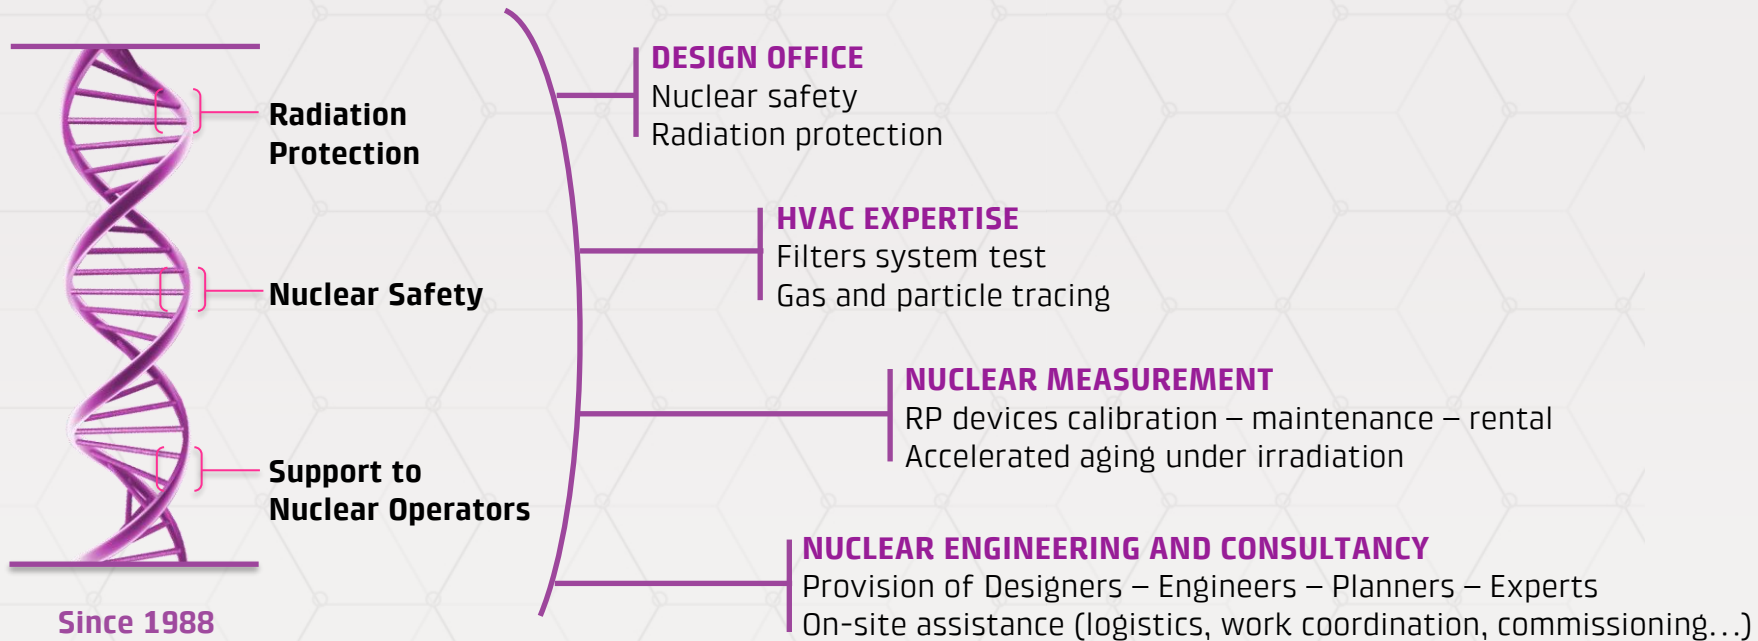 Radiation
Protection
Nuclear Safety
Support to
Nuclear Operators
Since 1988
DESIGN OFFICE
Nuclear safety
Radiation protection
HVAC EXPERTISE
Filters system test
Gas and particle tracing
NUCLEAR MEASUREMENT
RP devices calibration – maintenance – rental
Accelerated aging under irradiation
NUCLEAR ENGINEERING AND CONSULTANCY
Provision of Designers – Engineers – Planners – Experts
On-site assistance (logistics, work coordination, commissioning…)